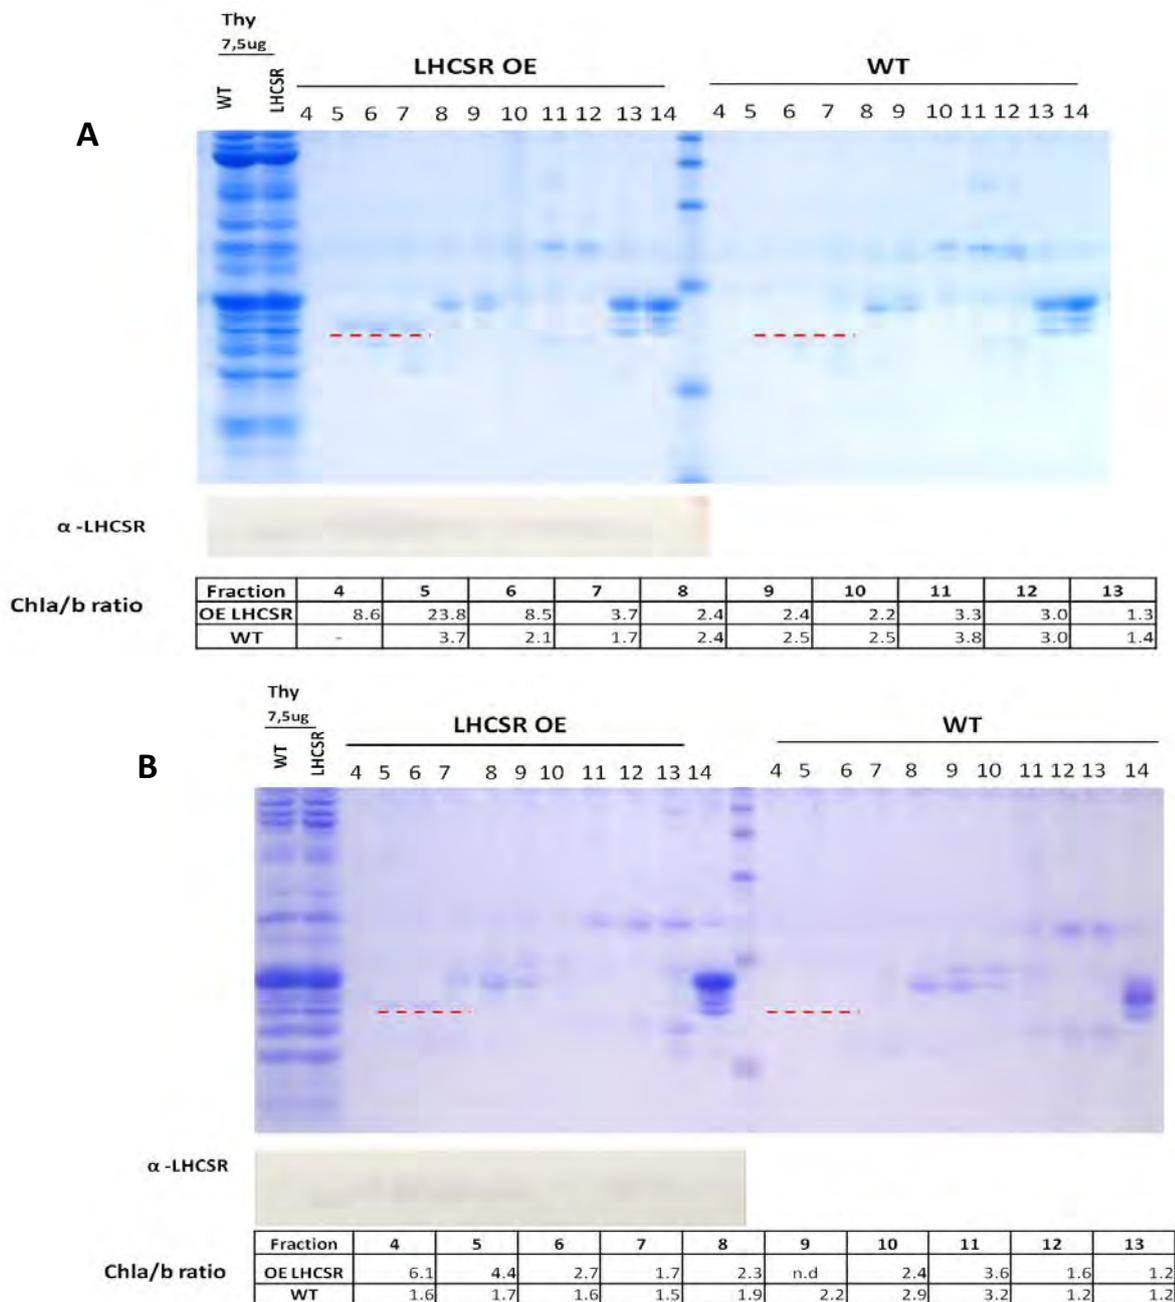 Thy
7,5ug
WT
LHCSR
LHCSR OE
WT
4 5 6 7 8 9 10 11 12 13 14
4 5 6 7 8 9 10 11 12 13 14
A
α -LHCSR
Chla/b ratio
Fraction 4 5 6 7 8 9 10 11 12 13
OE LHCSR 8.6 23.8 8.5 3.7 2.4 2.4 2.2 3.3 3.0 1.3
WT - 3.7 2.1 1.7 2.4 2.5 2.5 3.8 3.0 1.4
Thy
7,5ug
WT
LHCSR
LHCSR OE
WT
4 5 6 7 8 9 10 11 12 13 14
4 5 6 7 8 9 10 11 12 13 14
B
α -LHCSR
Chla/b ratio
Fraction 4 5 6 7 8 9 10 11 12 13
OE LHCSR 6.1 4.4 2.7 1.7 2.3 n.d 2.4 3.6 1.6 1.2
WT 1.6 1.7 1.6 1.5 1.9 2.2 2.9 3.2 1.2 1.2